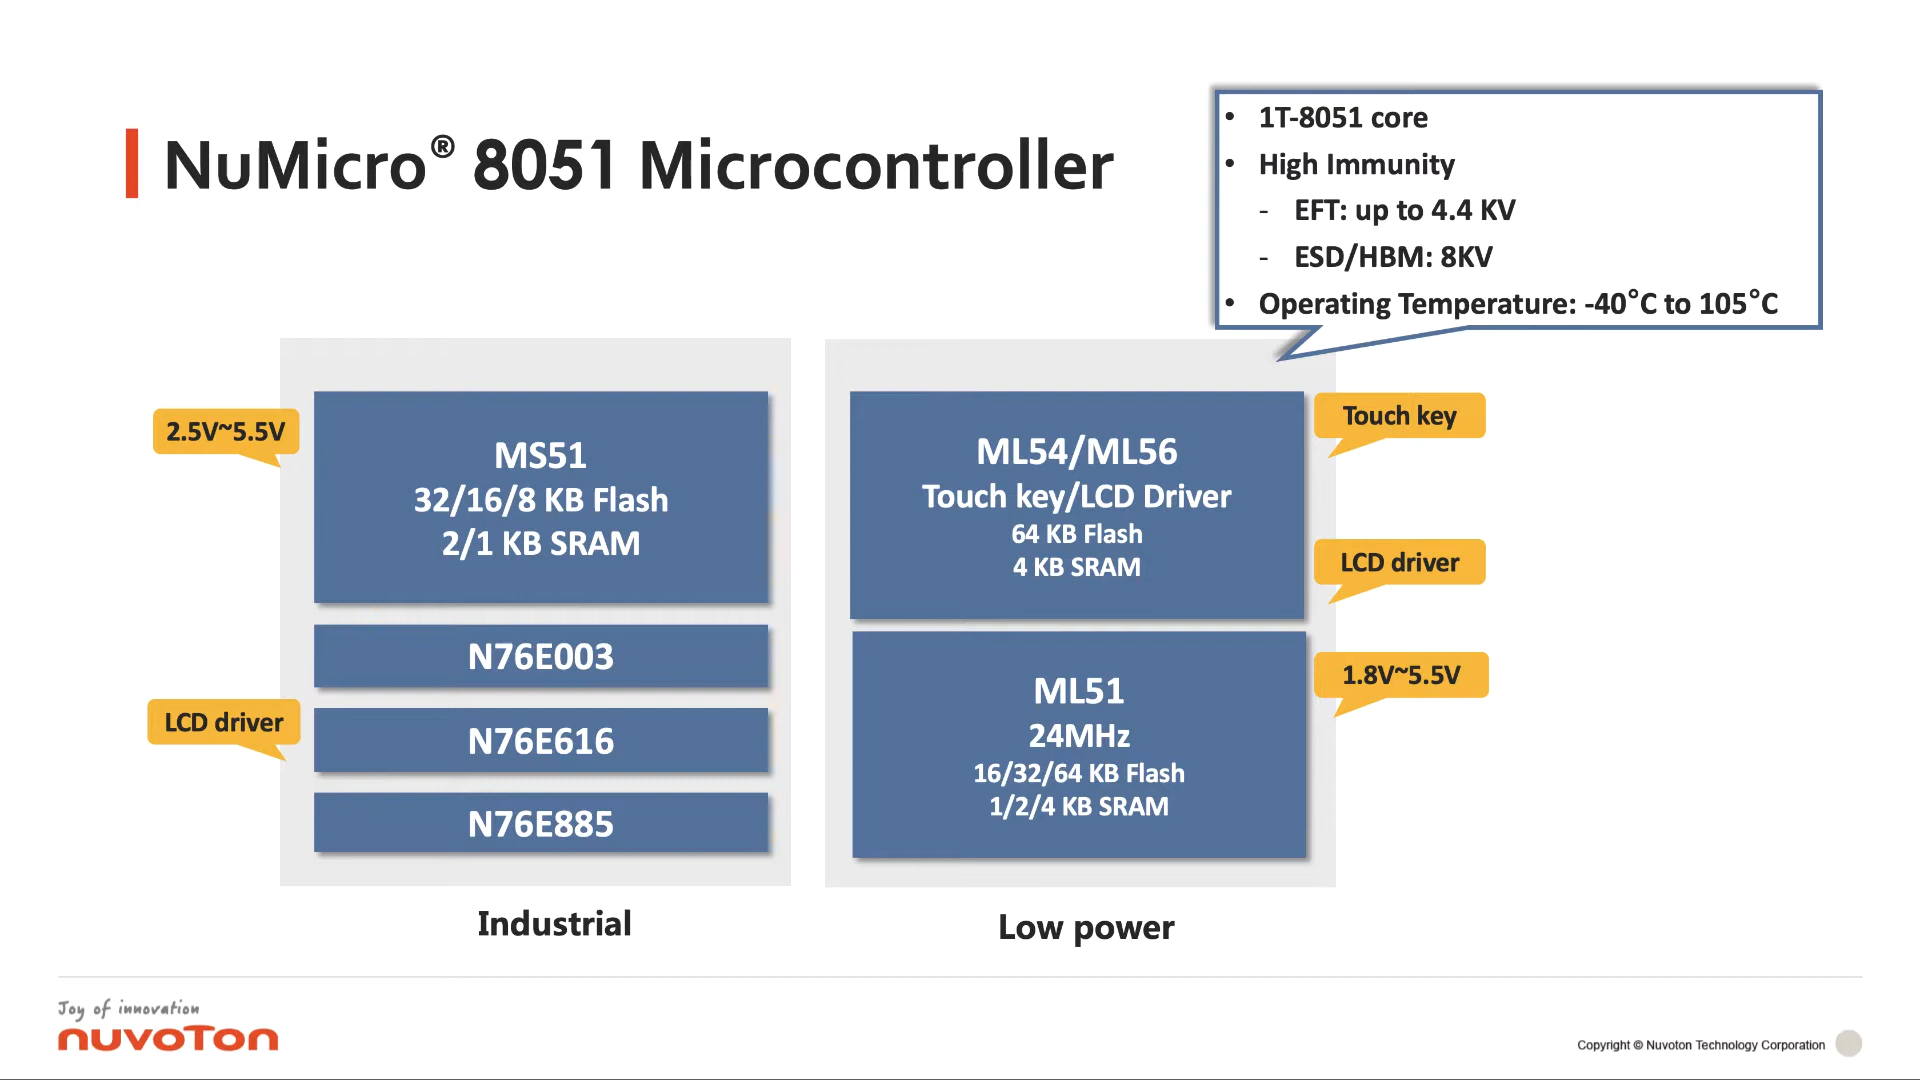 NuMicro® 8051 Microcontroller
• 1T-8051 core
• High Immunity
- EFT: up to 4.4 KV
- ESD/HBM: 8KV
• Operating Temperature: -40°C to 105°C
2.5V~5.5V
MS51
32/16/8 KB Flash
2/1 KB SRAM
N76E003
LCD driver
N76E616
N76E885
Industrial
ML54/ML56
Touch key/LCD Driver
64 KB Flash
4 KB SRAM
Touch key
LCD driver
ML51
24MHz
16/32/64 KB Flash
1/2/4 KB SRAM
1.8V~5.5V
Low power
Joy of innovation
nuvoTon
Copyright © Nuvoton Technology Corporation